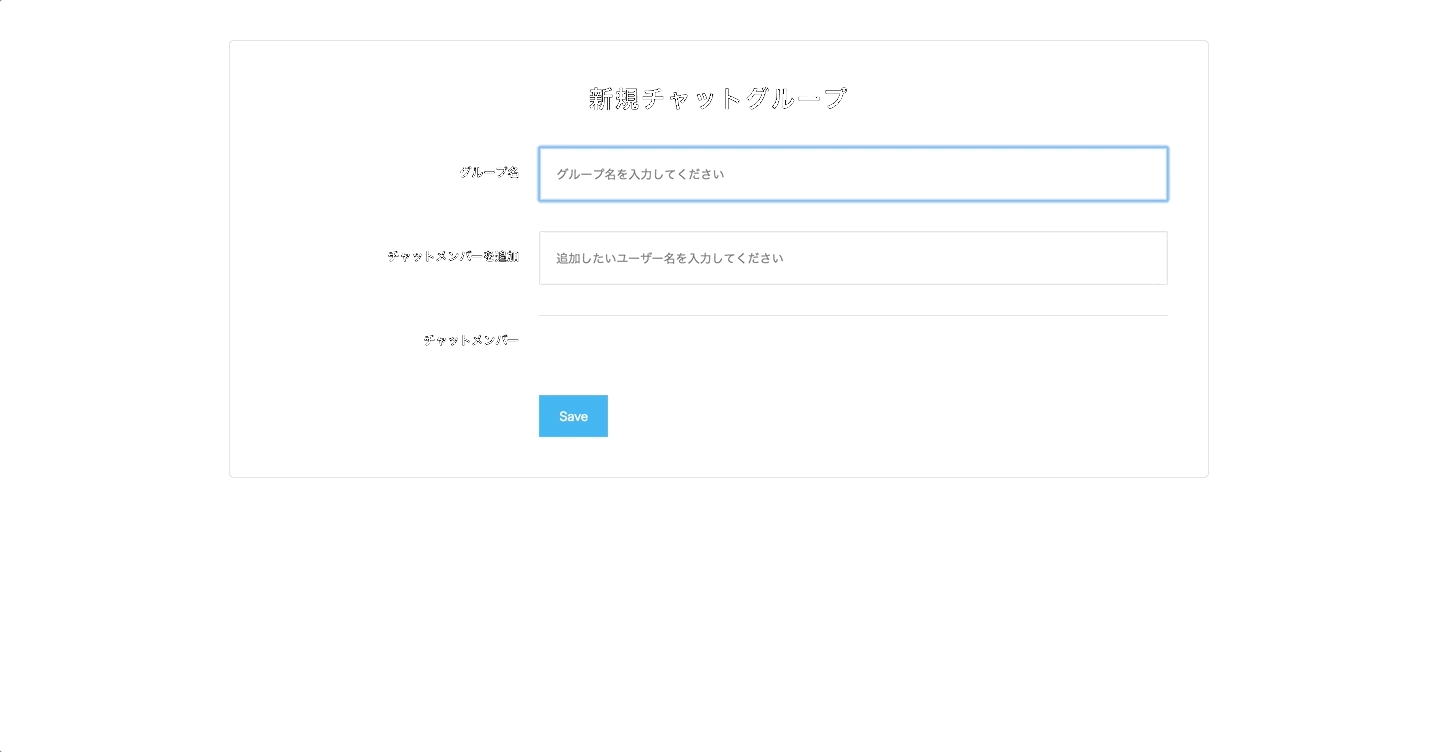 新規チャットグループ
グループ名
グループ名を入力してください
チャットメンバーを追加
追加したいユーザー名を入力してください
チャットメンバー
Save